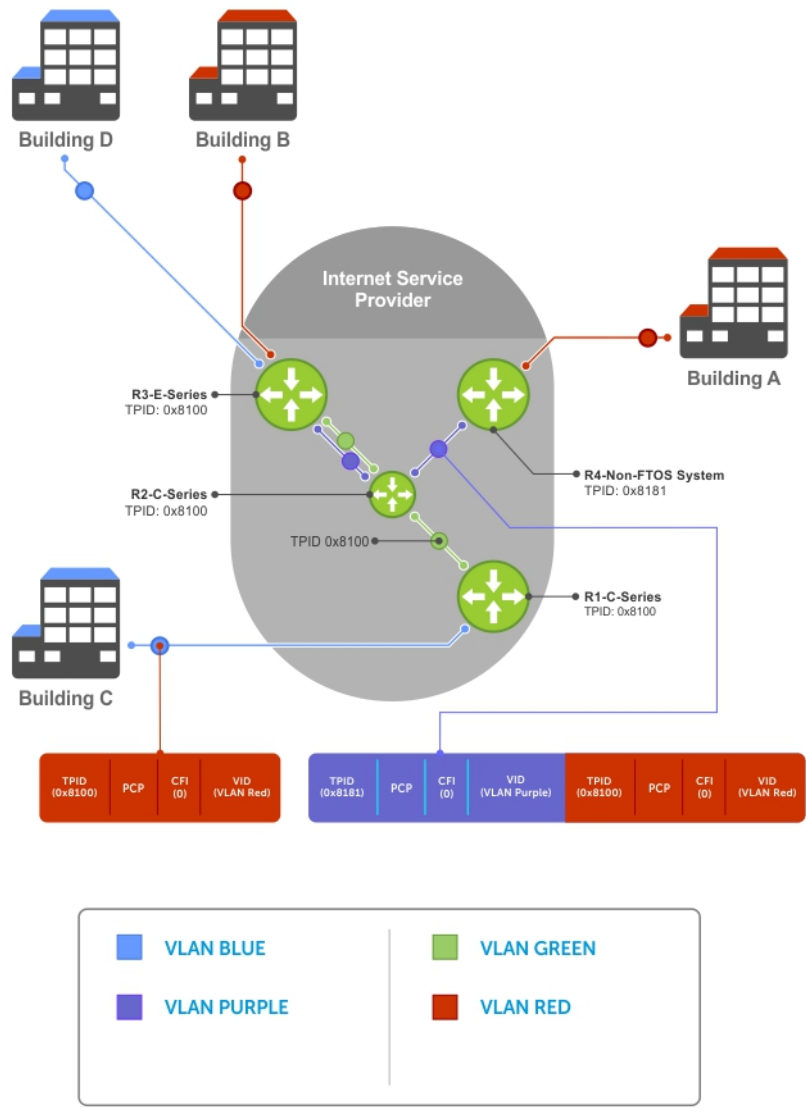 Building D
Building B
Internet Service
Provider
Building A
R3-E-Series
TPID: 0x8100
R4-Non-FTOS System
TPID: 0x8181
R2-C-Series
TPID: 0x8100
TPID 0x8100
R1-C-Series
TPID: 0x8100
Building C
TPID
(0x8100)
PCP
CFI
(0)
VID
(VLAN Red)
TPID
(0x8181)
PCP
CFI
(0)
VID
(VLAN Purple)
TPID
(0x8100)
PCP
CFI
(0)
VID
(VLAN Red)
VLAN BLUE
VLAN GREEN
VLAN PURPLE
VLAN RED